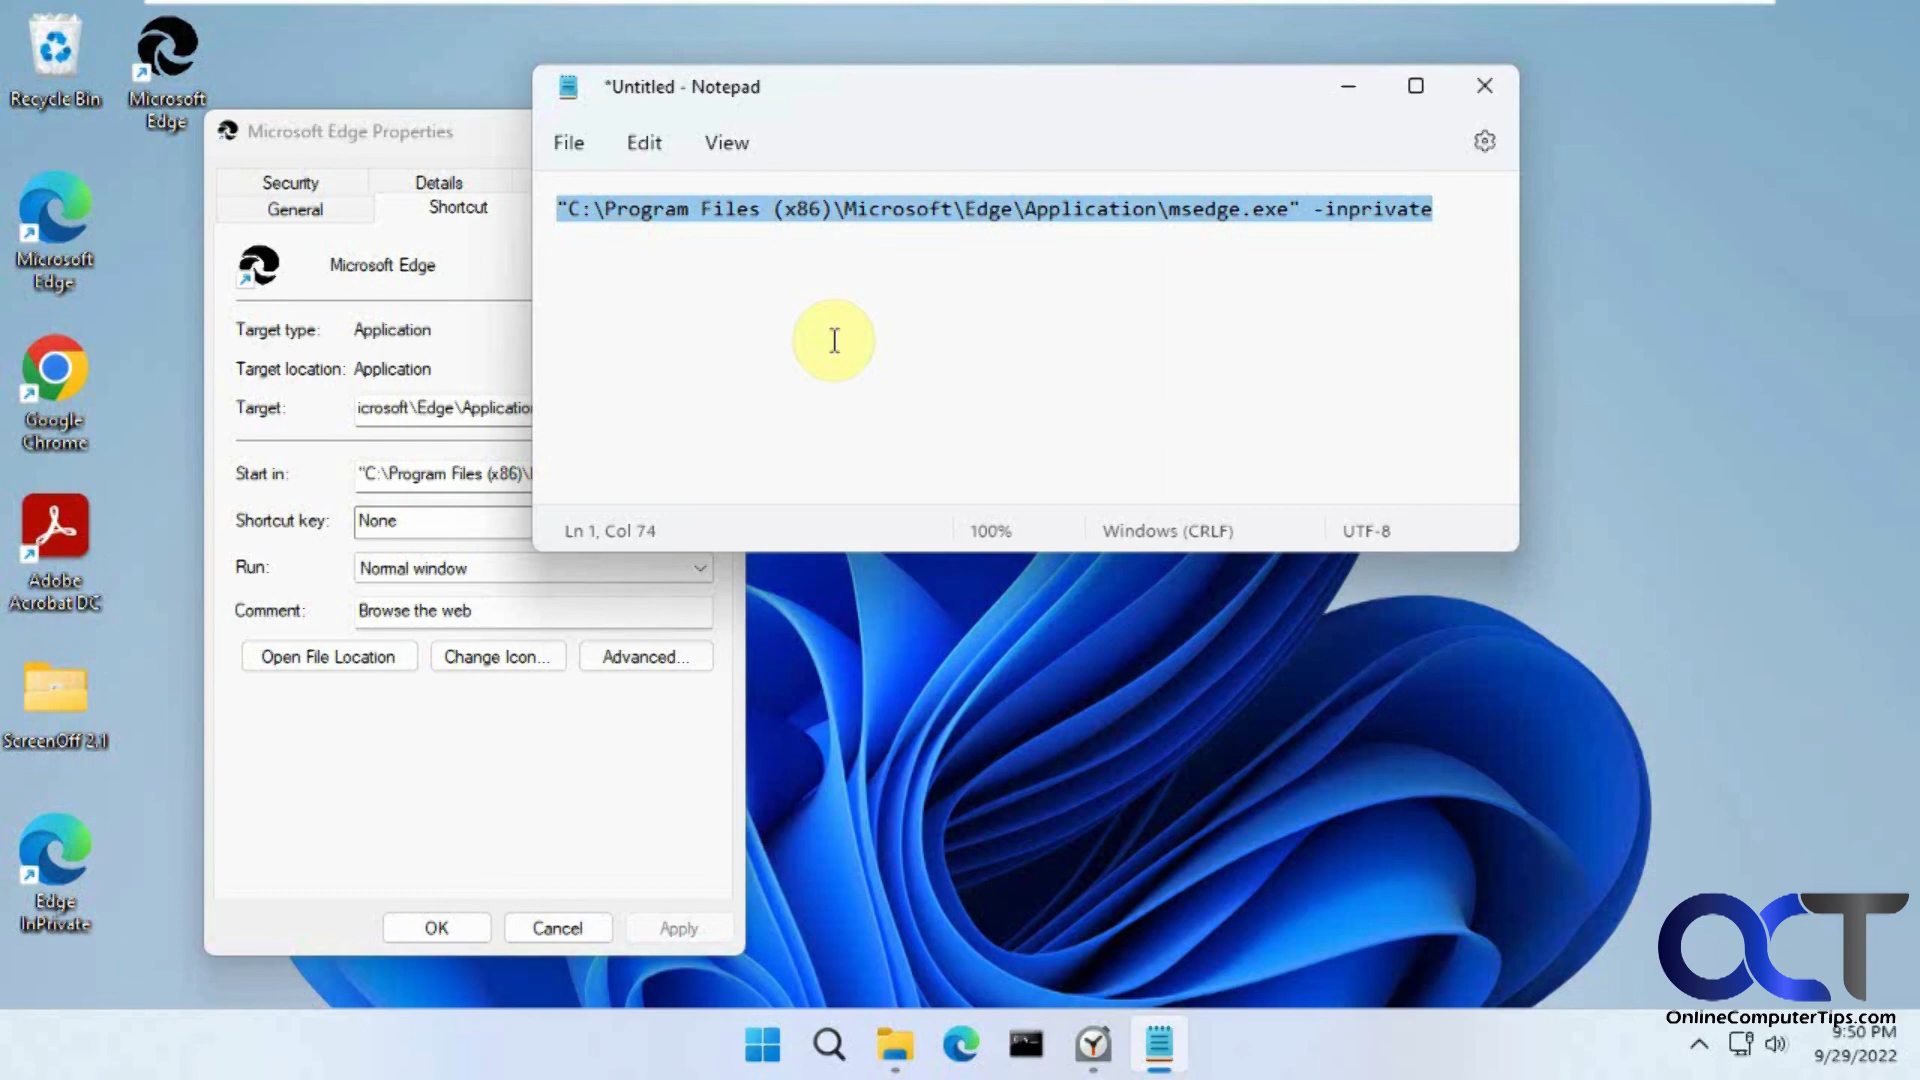 Recycle Bin
Microsoft
Edge
Microsoft
Edge
Google
Chrome
Adobe
Acrobat DC
ScreenOff 2.1
Edge
InPrivate
Microsoft Edge Properties
Security
Details
General
Shortcut
Microsoft Edge
Target type: Application
Target location: Application
Target: icrosoft\Edge\Application
Start in: "C:\Program Files (x86)\
Shortcut key: None
Run: Normal window
Comment: Browse the web
Open File Location
Change Icon...
Advanced...
OK
Cancel
Apply
*Untitled - Notepad
File
Edit
View
"C:\Program Files (x86)\Microsoft\Edge\Application\msedge.exe" -inprivate
Ln 1, Col 74
100%
Windows (CRLF)
UTF-8
OCT
OnlineComputerTips.com
9:50 PM
9/29/2022